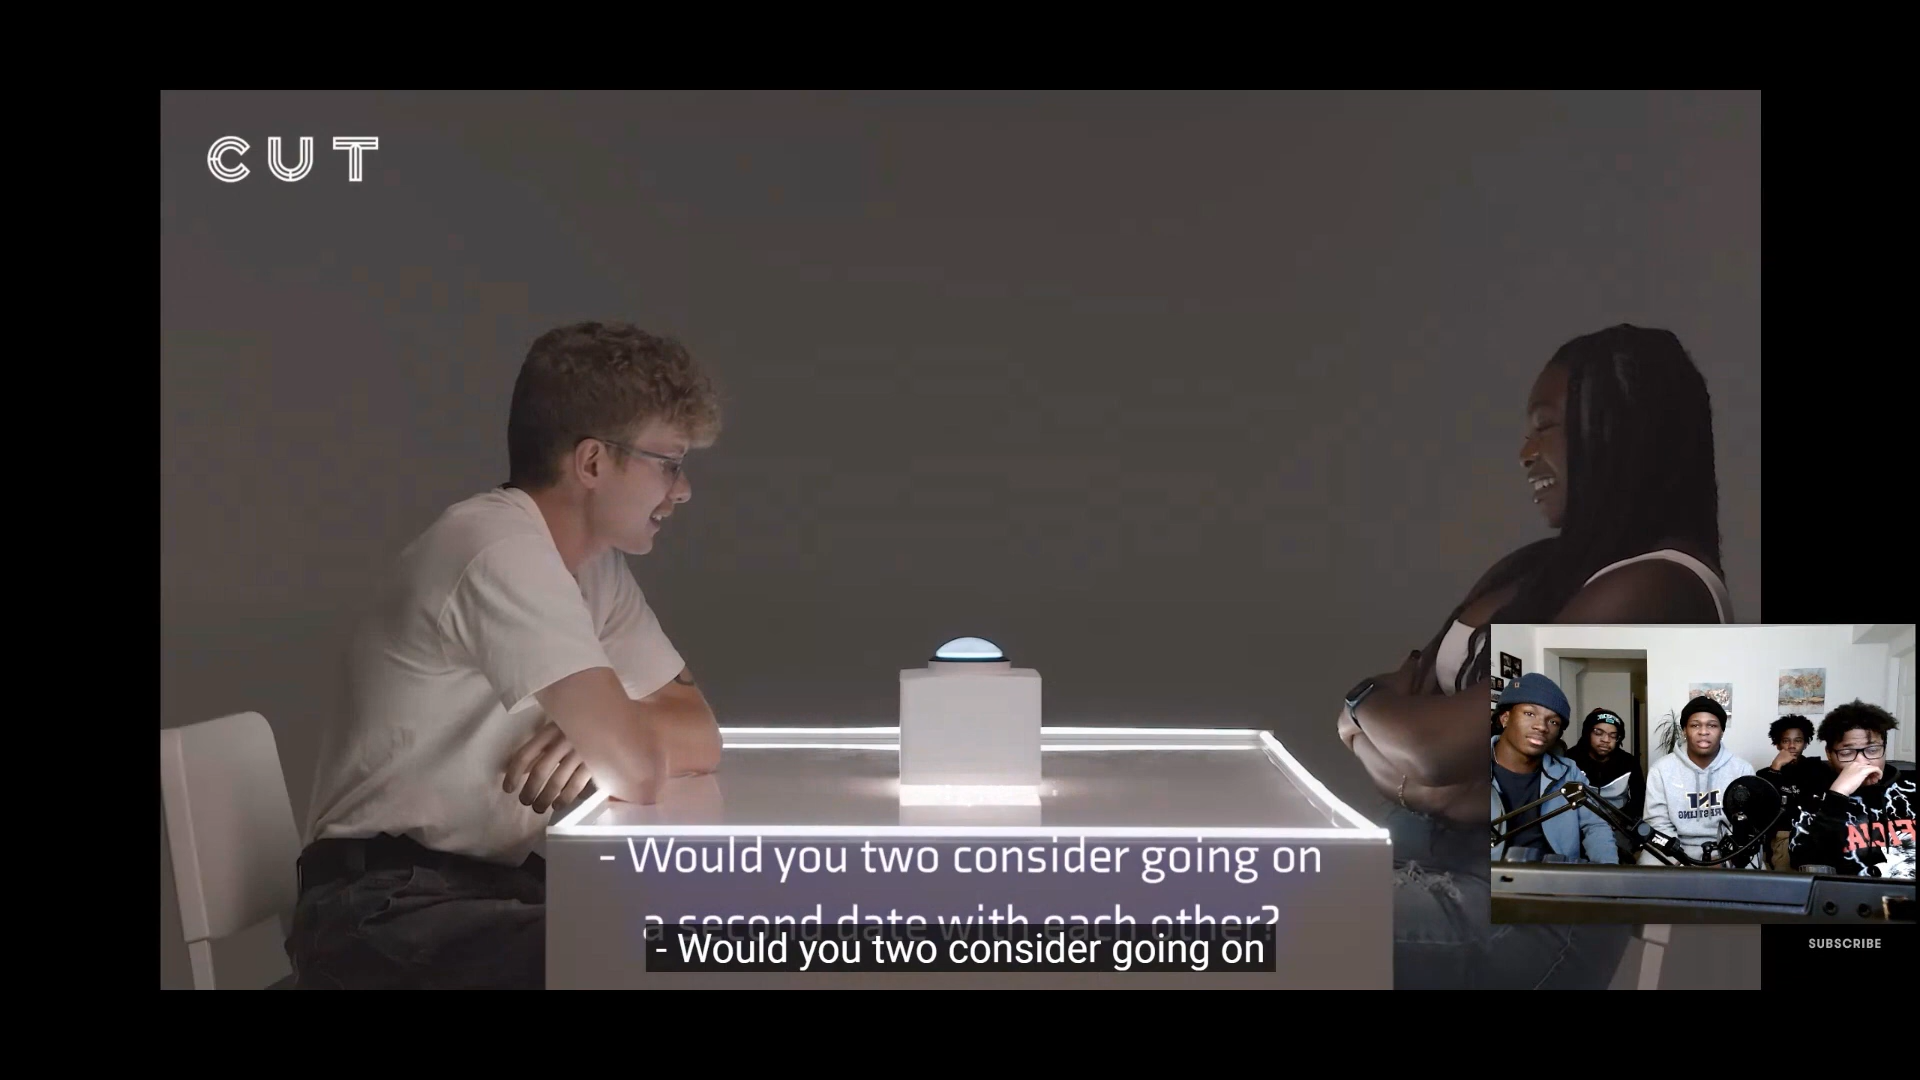 CUT
- Would you two consider going on
a second date with each other?
- Would you two consider going on
SUBSCRIBE